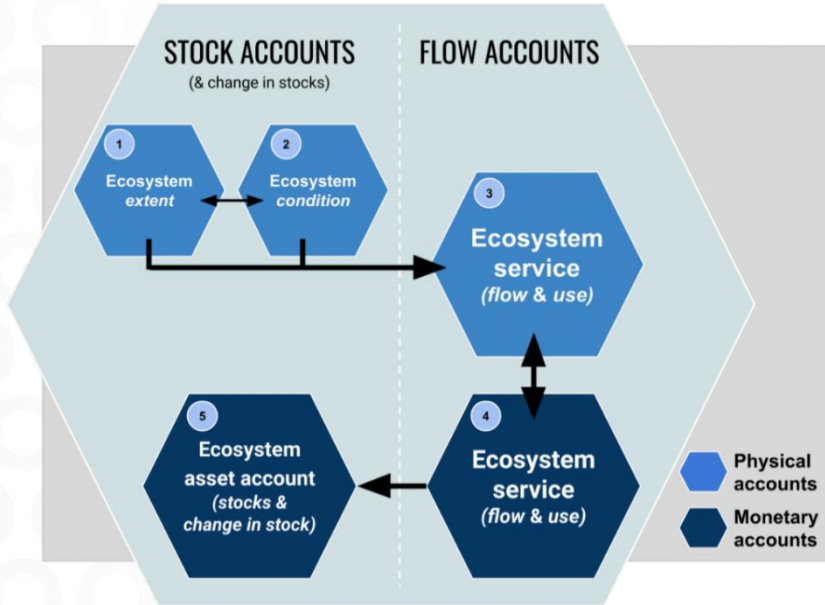 STOCK ACCOUNTS
(& change in stocks)
FLOW ACCOUNTS
1
Ecosystem
extent
2
Ecosystem
condition
3
Ecosystem
service
(flow & use)
5
Ecosystem
asset account
(stocks &
change in stock)
4
Ecosystem
service
(flow & use)
Physical
accounts
Monetary
accounts